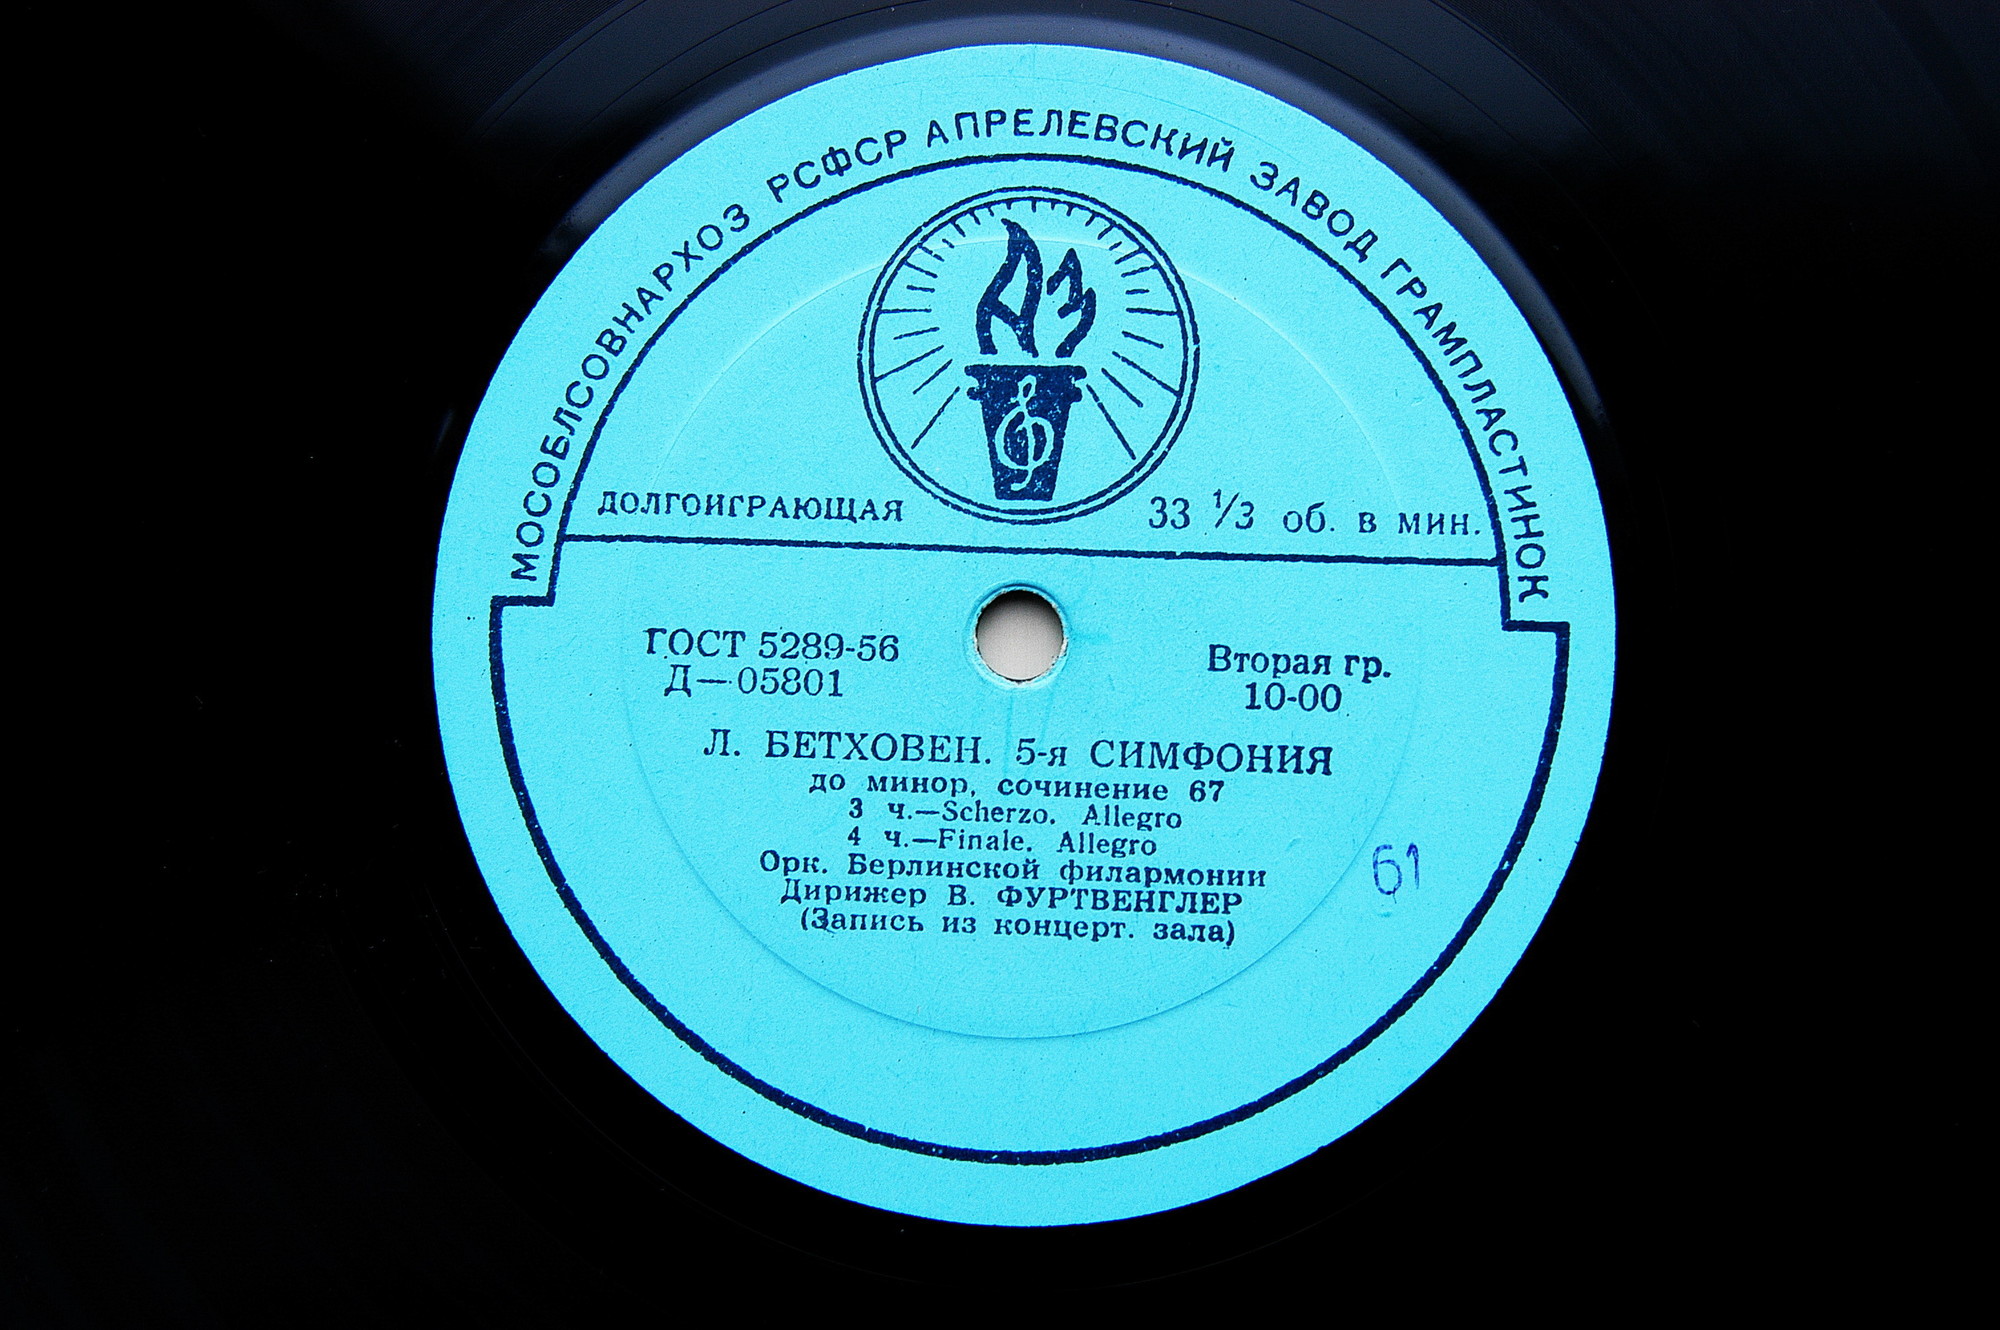 МОСОБЛСОВНАРХОЗ РСФСР АПРЕЛЕВСКИЙ ЗАВОД ГРАМПЛАСТИНОК
АЗ
ДОЛГОИГРАЮЩАЯ
33 1/3 об. в мин.
ГОСТ 5289-56
Д—05801
Вторая гр.
10-00
Л. БЕТХОВЕН. 5-я СИМФОНИЯ
до минор, сочинение 67
3 ч.—Scherzo. Allegro
4 ч.—Finale. Allegro
Орк. Берлинской филармонии
Дирижер В. ФУРТВЕНГЛЕР
(Запись из концерт. зала)
61